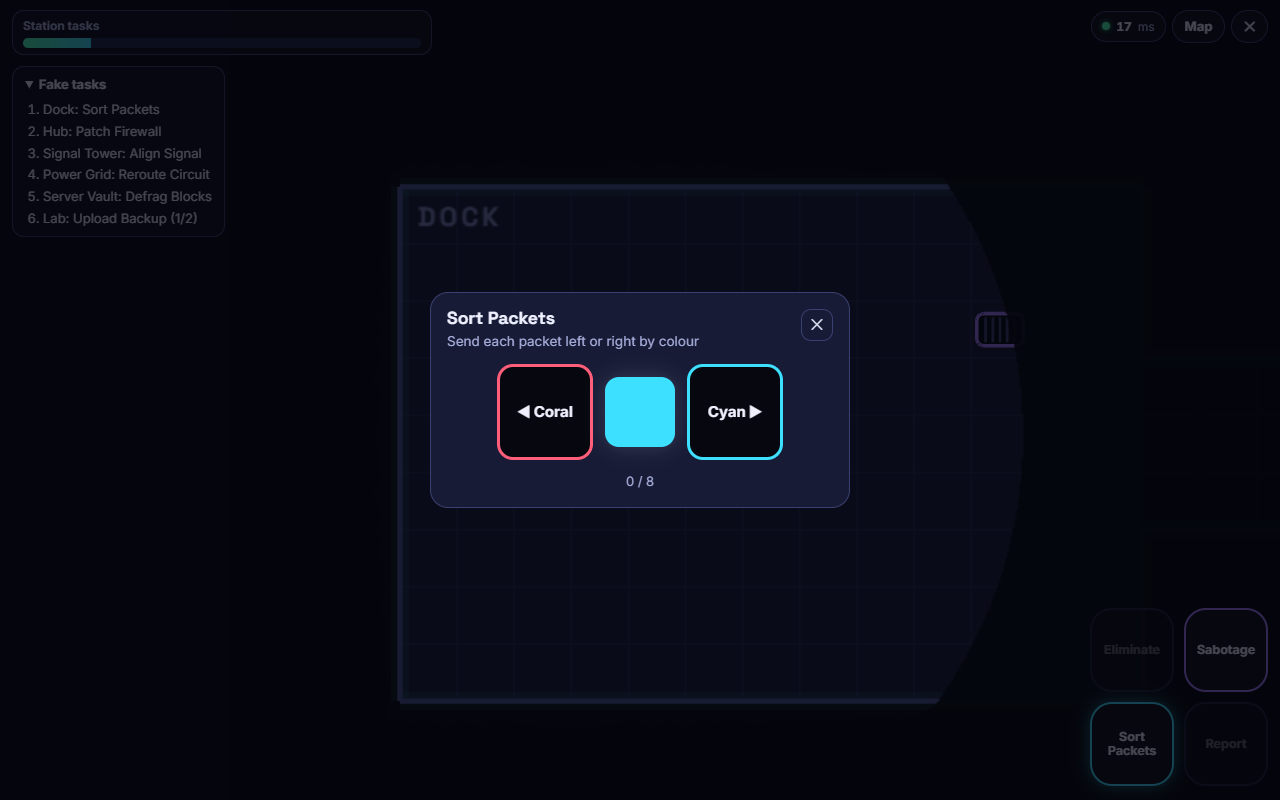 Station tasks
17 ms
Map
▼ Fake tasks
1. Dock: Sort Packets
2. Hub: Patch Firewall
3. Signal Tower: Align Signal
4. Power Grid: Reroute Circuit
5. Server Vault: Defrag Blocks
6. Lab: Upload Backup (1/2)
DOCK
Sort Packets
Send each packet left or right by colour
◀ Coral
Cyan ▶
0 / 8
Eliminate
Sabotage
Sort
Packets
Report